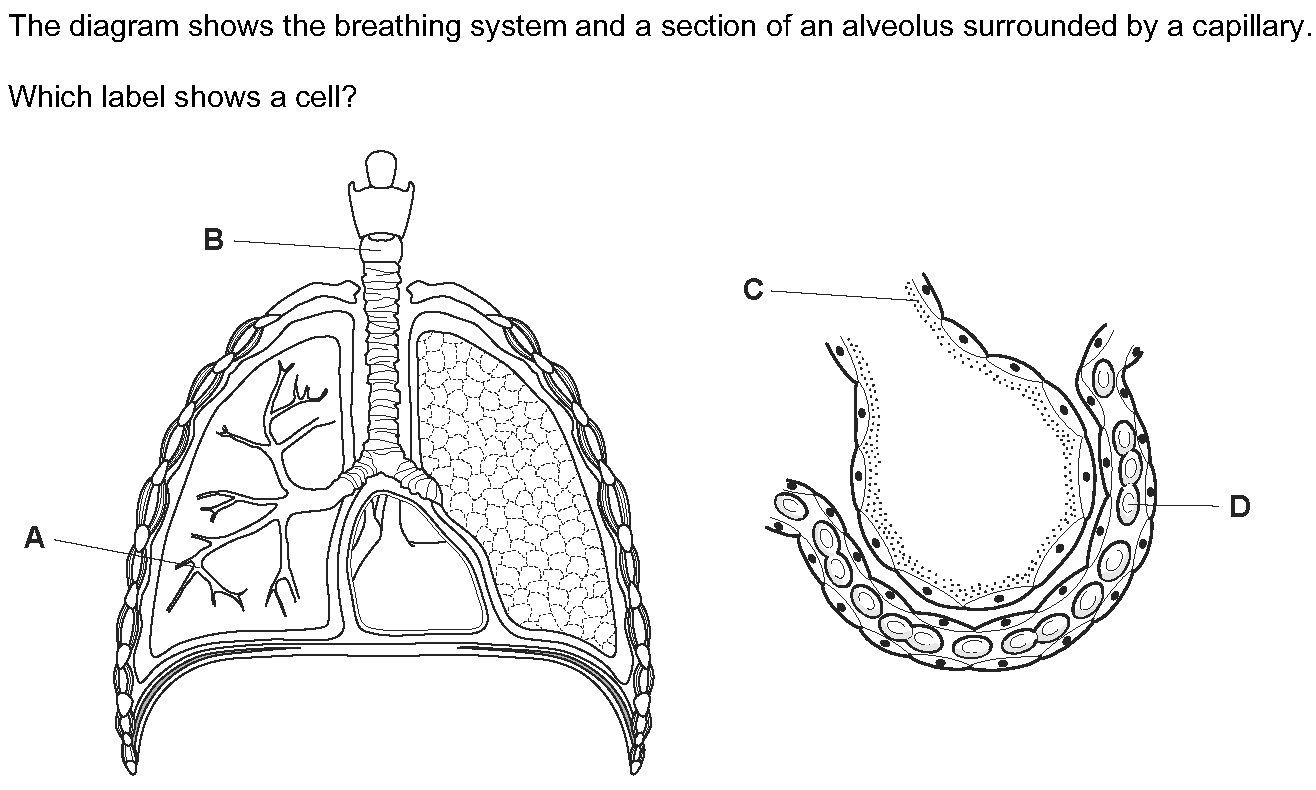 The diagram shows the breathing system and a section of an alveolus surrounded by a capillary.
Which label shows a cell?
B
C
D
A